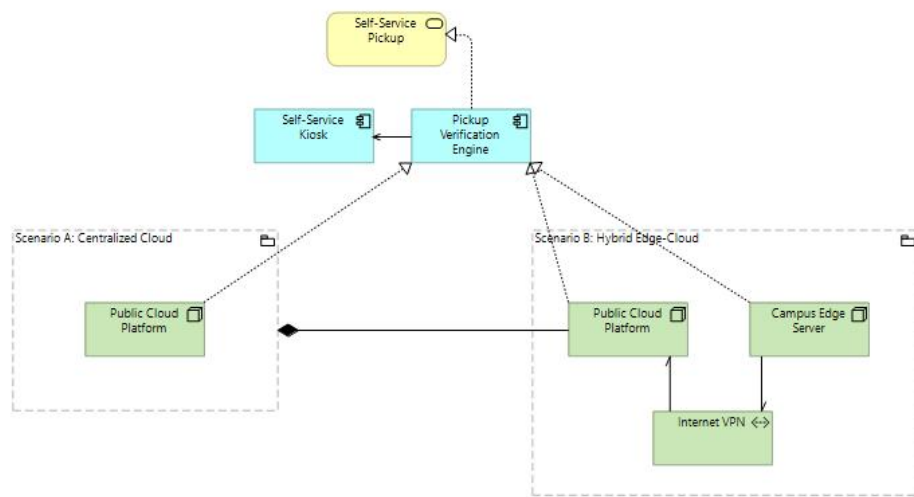 Self-Service
Pickup
Self-Service
Kiosk
Pickup
Verification
Engine
Scenario A: Centralized Cloud
Scenario B: Hybrid Edge-Cloud
Public Cloud
Platform
Public Cloud
Platform
Campus Edge
Server
Internet VPN